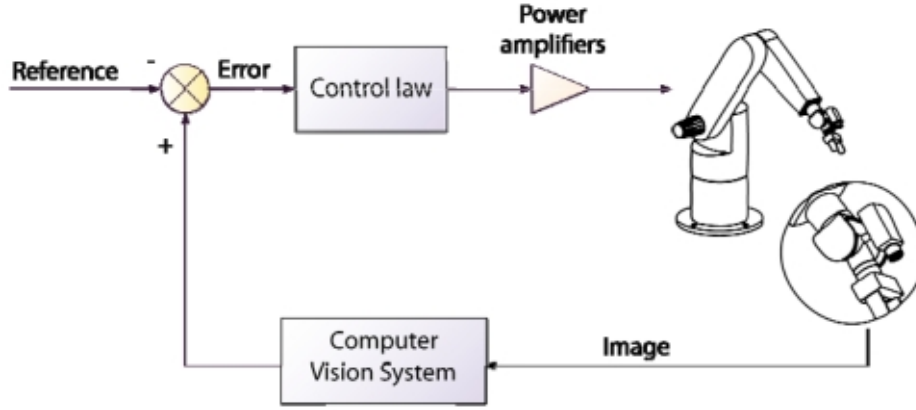 Power
amplifiers
Reference
-
Error
Control law
+
Computer
Vision System
Image